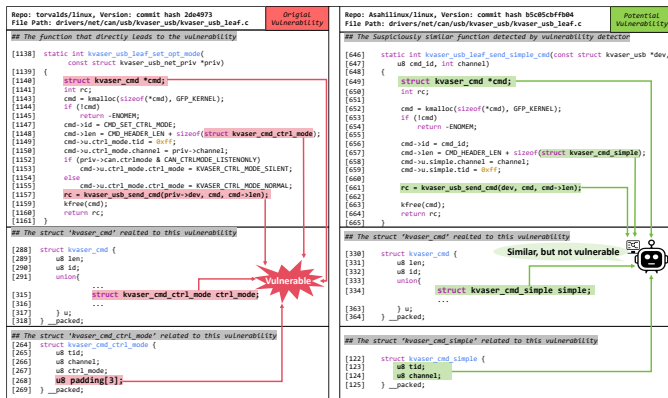 Repo: torvalds/linux, Version: commit hash 2de4973
File Path: drivers/net/can/usb/kvaser_usb/kvaser_usb_leaf.c
Origial
Vulnerability
## The function that directly leads to the vulnerability
[1138] static int kvaser_usb_leaf_set_opt_mode(
const struct kvaser_usb_net_priv *priv)
[1139] {
[1140] struct kvaser_cmd *cmd;
[1141] int rc;
[1142] cmd = kmalloc(sizeof(*cmd), GFP_KERNEL);
[1144] if (!cmd)
[1145] return -ENOMEM;
[1147] cmd->id = CMD_SET_CTRL_MODE;
[1148] cmd->len = CMD_HEADER_LEN + sizeof(struct kvaser_cmd_ctrl_mode);
[1149] cmd->u.ctrl_mode.tid = 0xff;
[1150] cmd->u.ctrl_mode.channel = priv->channel;
[1152] if (priv->can.ctrlmode & CAN_CTRLMODE_LISTENONLY)
[1153] cmd->u.ctrl_mode.ctrl_mode = KVASER_CTRL_MODE_SILENT;
[1154] else
[1155] cmd->u.ctrl_mode.ctrl_mode = KVASER_CTRL_MODE_NORMAL;
[1157] rc = kvaser_usb_send_cmd(priv->dev, cmd, cmd->len);
[1159] kfree(cmd);
[1160] return rc;
[1161] }
## The struct 'kvaser_cmd' realted to this vulnerability
[288] struct kvaser_cmd {
[289] u8 len;
[290] u8 id;
[291] union{
...
[315] struct kvaser_cmd_ctrl_mode ctrl_mode;
[316] ...
[317] } u;
[318] } __packed;
Vulnerable
## The struct 'kvaser_cmd_ctrl_mode' related to this vulnerability
[264] struct kvaser_cmd_ctrl_mode {
[265] u8 tid;
[266] u8 channel;
[267] u8 ctrl_mode;
[268] u8 padding[3];
[269] } __packed;
Repo: Asahilinux/linux, Version: commit hash b5c05cbffb04
File Path: drivers/net/can/usb/kvaser_usb/kvaser_usb_leaf.c
Potential
Vulnerability
## The Suspiciously similar function detected by vulnerability detector
[646] static int kvaser_usb_leaf_send_simple_cmd(const struct kvaser_usb *dev,
[647] u8 cmd_id, int channel)
[648] {
[649] struct kvaser_cmd *cmd;
[650] int rc;
[651]
[652] cmd = kmalloc(sizeof(*cmd), GFP_KERNEL);
[653] if (!cmd)
[654] return -ENOMEM;
[655]
[656] cmd->id = cmd_id;
[657] cmd->len = CMD_HEADER_LEN + sizeof(struct kvaser_cmd_simple);
[658] cmd->u.simple.channel = channel;
[659] cmd->u.simple.tid = 0xff;
[660]
[661] rc = kvaser_usb_send_cmd(dev, cmd, cmd->len);
[662]
[663] kfree(cmd);
[664] return rc;
[665] }
## The struct 'kvaser_cmd' realted to this vulnerability
[330] struct kvaser_cmd {
[331] u8 len;
[332] u8 id;
[333] union{
[334] struct kvaser_cmd_simple simple;
...
[363] } u;
[364] } __packed;
Similar, but not vulnerable
## The struct 'kvaser_cmd_simple' related to this vulnerability
[122] struct kvaser_cmd_simple {
[123] u8 tid;
[124] u8 channel;
[125] } __packed;